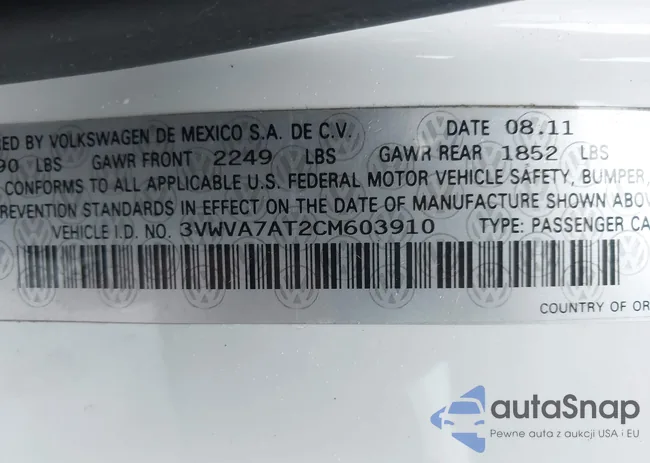 RED BY VOLKSWAGEN DE MEXICO S.A. DE C.V. DATE 08.11
90 LBS GAWR FRONT 2249 LBS GAWR REAR 1852 LBS
CONFORMS TO ALL APPLICABLE U.S. FEDERAL MOTOR VEHICLE SAFETY, BUMPER,
REVENTION STANDARDS IN EFFECT ON THE DATE OF MANUFACTURE SHOWN ABOV
VEHICLE I.D. NO. 3VWVA7AT2CM603910 TYPE: PASSENGER CA
COUNTRY OF OR
autaSnap
Pewne auta z aukcji USA i EU